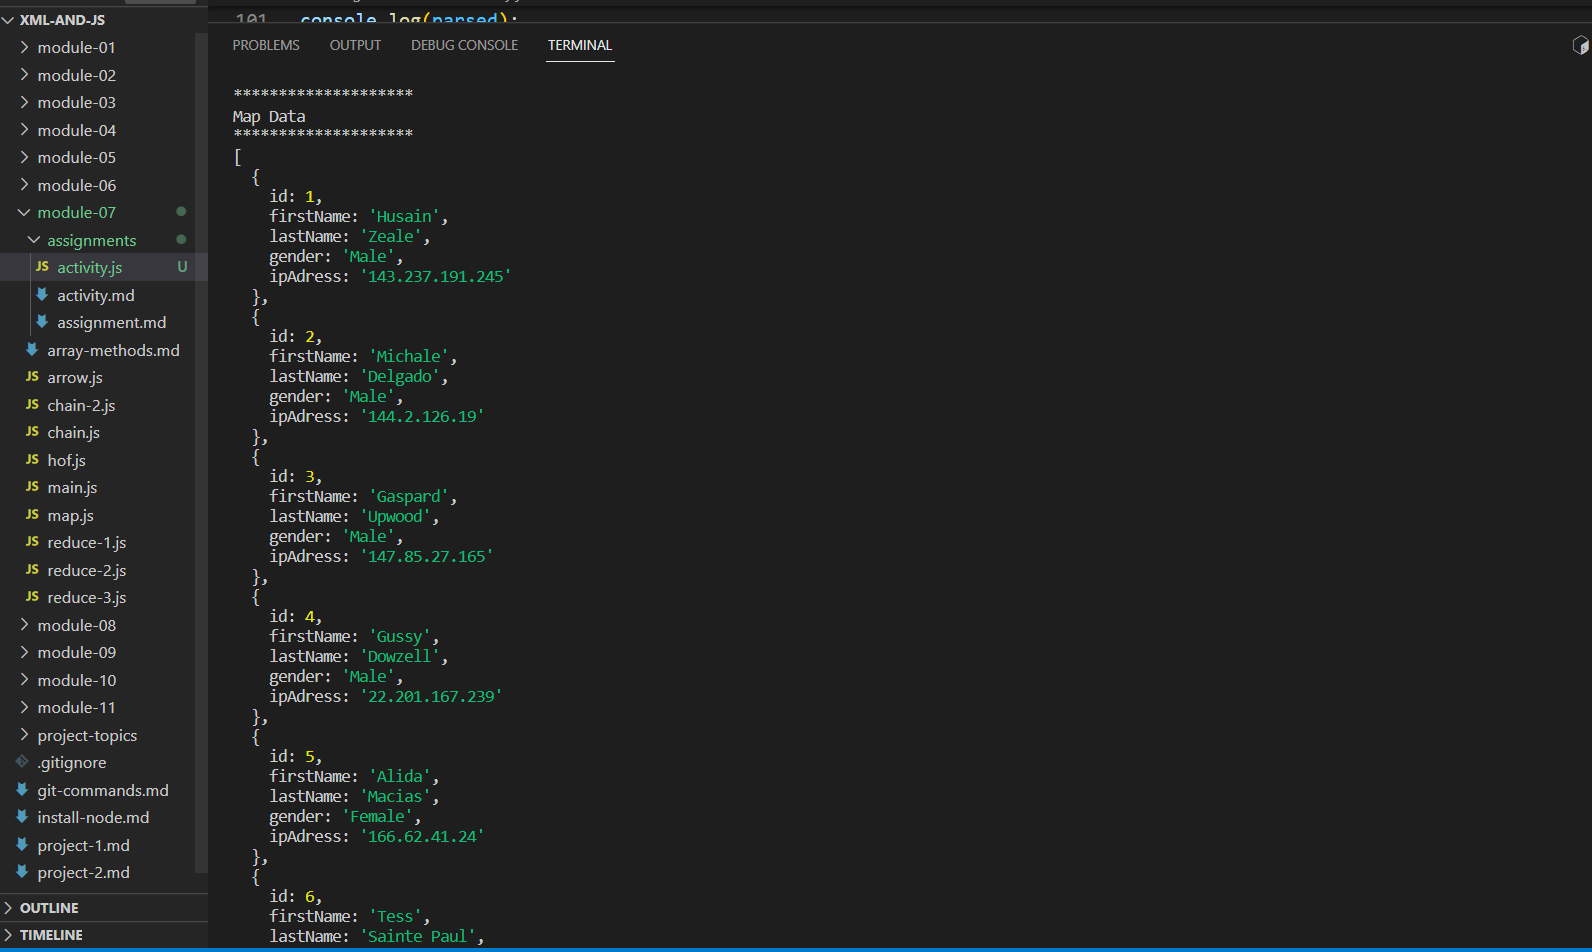 XML-AND-JS
module-01
module-02
module-03
module-04
module-05
module-06
module-07
assignments
JS activity.js U
activity.md
assignment.md
array-methods.md
JS arrow.js
JS chain-2.js
JS chain.js
JS hof.js
JS main.js
JS map.js
JS reduce-1.js
JS reduce-2.js
JS reduce-3.js
module-08
module-09
module-10
module-11
project-topics
.gitignore
git-commands.md
install-node.md
project-1.md
project-2.md
OUTLINE
TIMELINE
101 console.log(parsed);
PROBLEMS OUTPUT DEBUG CONSOLE TERMINAL
********************
Map Data
********************
[
{
id: 1,
firstName: 'Husain',
lastName: 'Zeale',
gender: 'Male',
ipAdress: '143.237.191.245'
},
{
id: 2,
firstName: 'Michale',
lastName: 'Delgado',
gender: 'Male',
ipAdress: '144.2.126.19'
},
{
id: 3,
firstName: 'Gaspard',
lastName: 'Upwood',
gender: 'Male',
ipAdress: '147.85.27.165'
},
{
id: 4,
firstName: 'Gussy',
lastName: 'Dowzell',
gender: 'Male',
ipAdress: '22.201.167.239'
},
{
id: 5,
firstName: 'Alida',
lastName: 'Macias',
gender: 'Female',
ipAdress: '166.62.41.24'
},
{
id: 6,
firstName: 'Tess',
lastName: 'Sainte Paul',